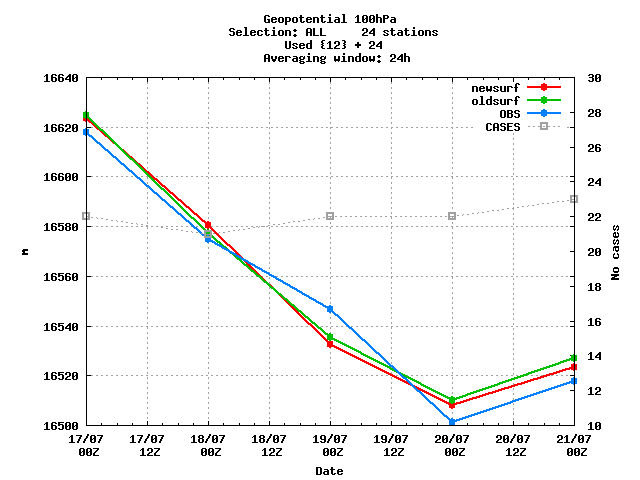 Geopotential 100hPa
Selection: ALL 24 stations
Used {12} + 24
Averaging window: 24h
16640
16620
16600
16580
16560
16540
16520
16500
m
30
28
26
24
22
20
18
16
14
12
10
No cases
newsurf
oldsurf
OBS
CASES
17/07 17/07 18/07 18/07 19/07 19/07 20/07 20/07 21/07
00Z 12Z 00Z 12Z 00Z 12Z 00Z 12Z 00Z
Date